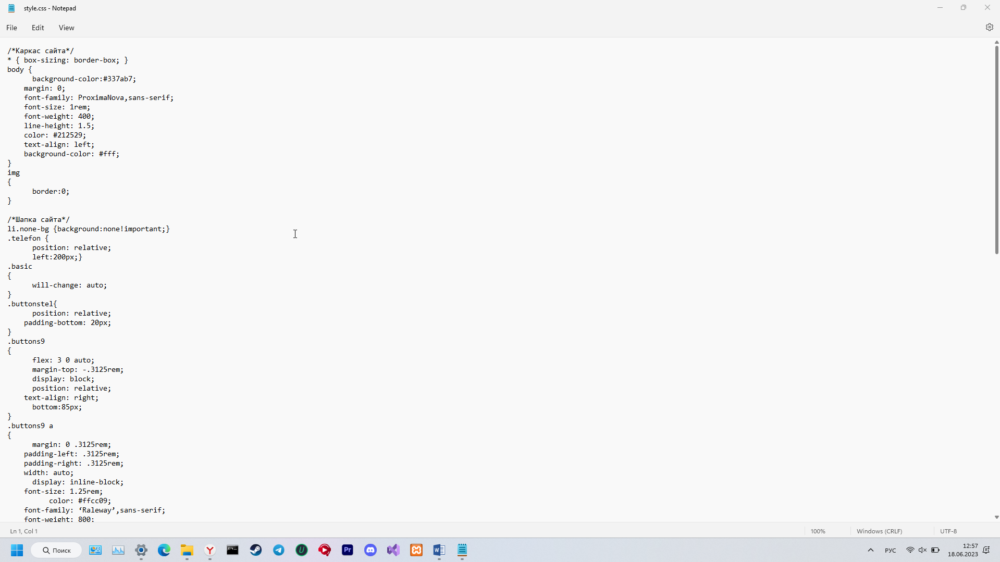 style.css - Notepad
File Edit View
/*Каркас сайта*/
* { box-sizing: border-box; }
body {
background-color:#337ab7;
margin: 0;
font-family: ProximaNova,sans-serif;
font-size: 1rem;
font-weight: 400;
line-height: 1.5;
color: #212529;
text-align: left;
background-color: #fff;
}
img
{
border:0;
}
/*Шапка сайта*/
li.none-bg {background:none!important;}
.telefon {
position: relative;
left:200px;}
.basic
{
will-change: auto;
}
.buttonstel{
position: relative;
padding-bottom: 20px;
}
.buttons9
{
flex: 3 0 auto;
margin-top: -.3125rem;
display: block;
position: relative;
text-align: right;
bottom:85px;
}
.buttons9 a
{
margin: 0 .3125rem;
padding-left: .3125rem;
padding-right: .3125rem;
width: auto;
display: inline-block;
font-size: 1.25rem;
color: #ffcc09;
font-family: ‘Raleway’,sans-serif;
font-weight: 800;
Ln 1, Col 1 100% Windows (CRLF) UTF-8
Поиск Y U Pr W РУС 12:57
18.06.2023